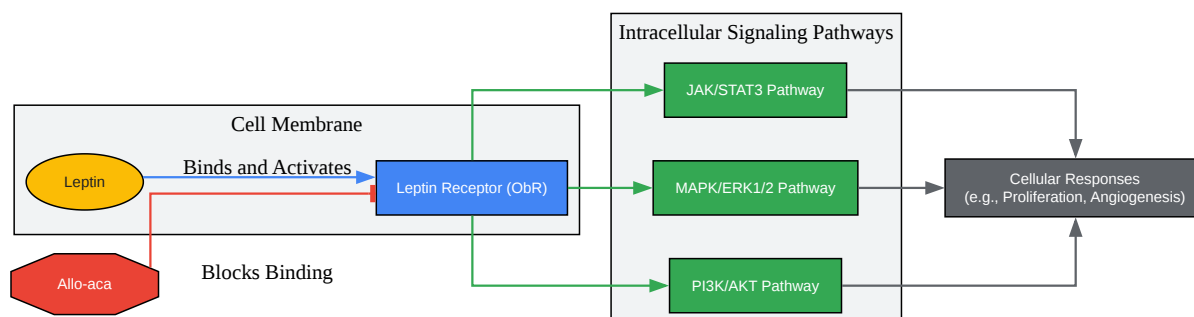 Intracellular Signaling Pathways
JAK/STAT3 Pathway
Cell Membrane
Binds and Activates
Leptin
Leptin Receptor (ObR)
MAPK/ERK1/2 Pathway
Cellular Responses
(e.g., Proliferation, Angiogenesis)
Blocks Binding
Allo-aca
PI3K/AKT Pathway